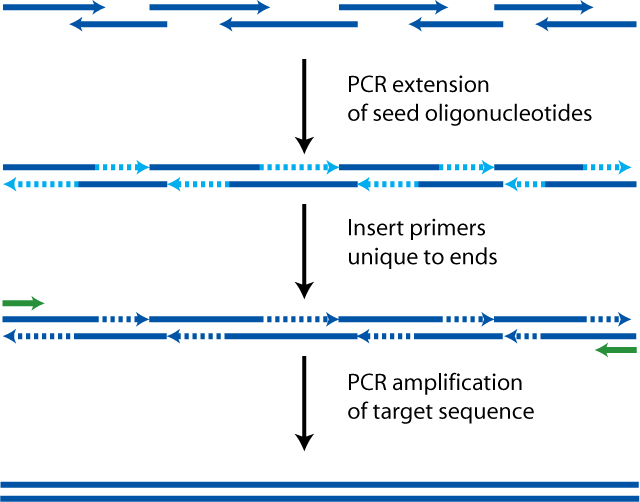 PCR extension
of seed oligonucleotides
Insert primers
unique to ends
PCR amplification
of target sequence